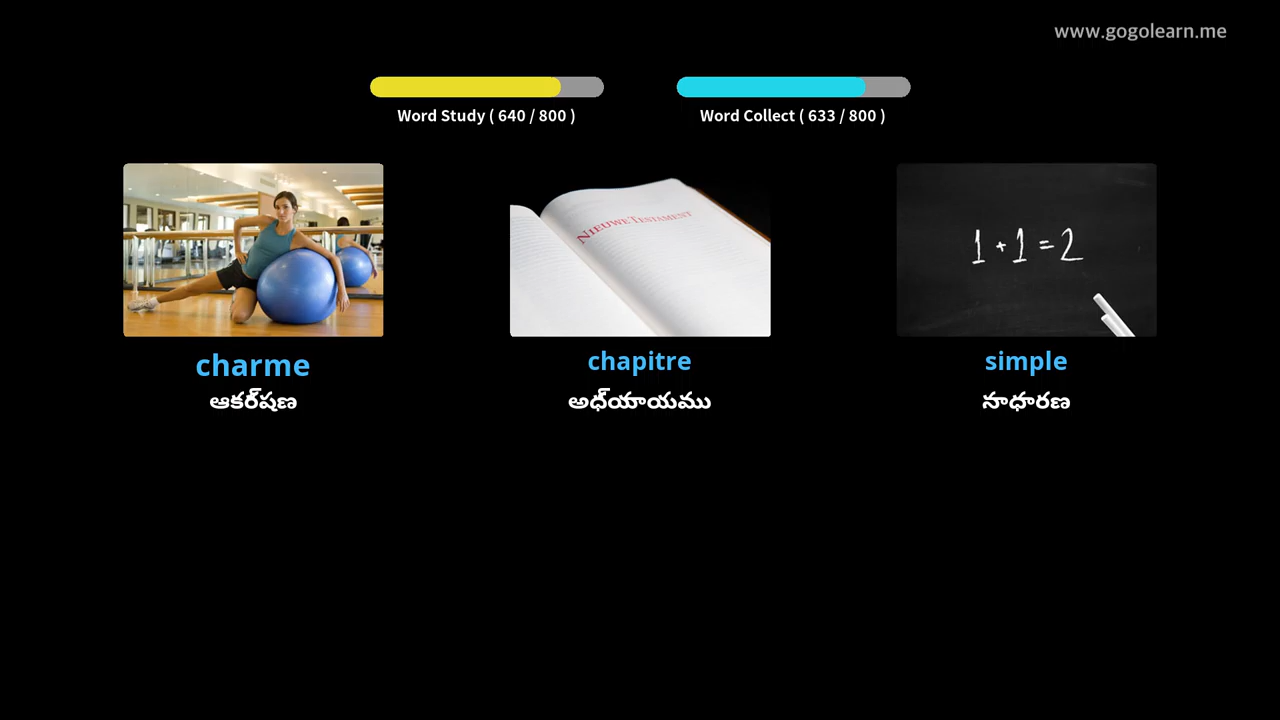 www.gogolearn.me
Word Study ( 640 / 800 )
Word Collect ( 633 / 800 )
NIEUWE TESTAMENT
1 + 1 = 2
charme
chapitre
simple
ఆకర్షణ
అధ్యాయము
సాధారణ